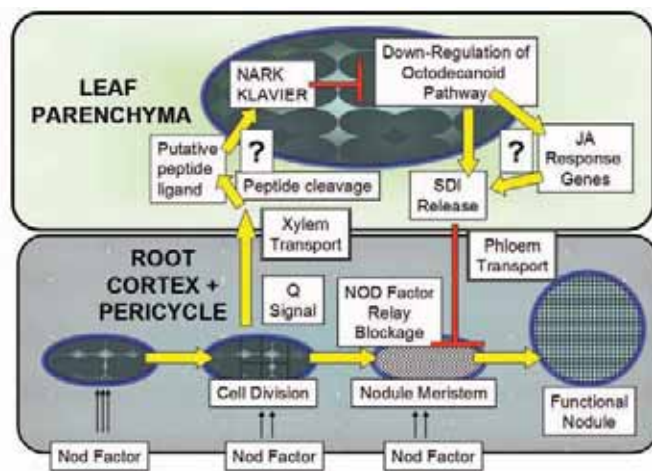 LEAF
PARENCHYMA
NARK
KLAVIER
Down-Regulation of
Octodecanoid
Pathway
Putative
peptide
ligand
?
Peptide cleavage
?
JA
Response
Genes
SDI
Release
Xylem
Transport
Phloem
Transport
ROOT
CORTEX +
PERICYCLE
Q
Signal
NOD Factor
Relay
Blockage
Cell Division
Nodule Meristem
Functional
Nodule
Nod Factor
Nod Factor
Nod Factor